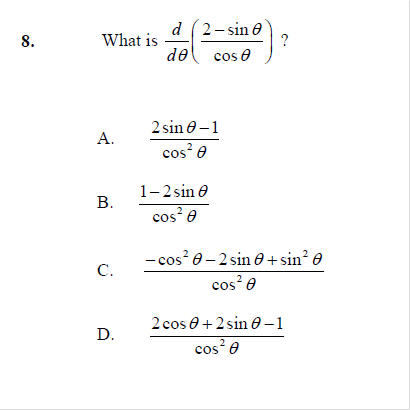 8. What is d/dθ ( (2 – sin θ) / (cos θ) ) ?
A. (2 sin θ – 1) / (cos² θ)
B. (1 – 2 sin θ) / (cos² θ)
C. (– cos² θ – 2 sin θ + sin² θ) / (cos² θ)
D. (2 cos θ + 2 sin θ – 1) / (cos² θ)